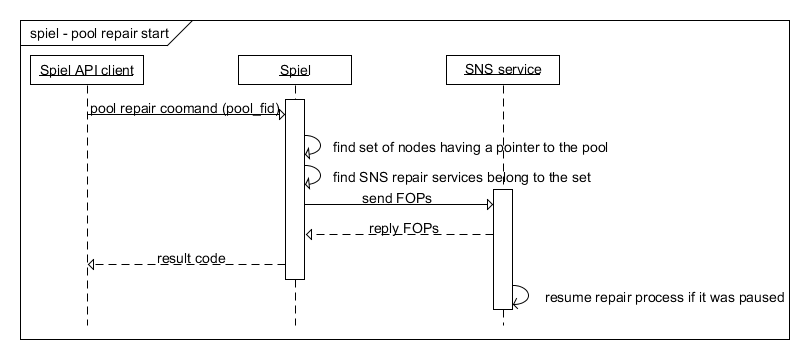 spiel - pool repair start
Spiel API client
Spiel
SNS service
pool repair coomand (pool_fid)
find set of nodes having a pointer to the pool
find SNS repair services belong to the set
send FOPs
reply FOPs
result code
resume repair process if it was paused